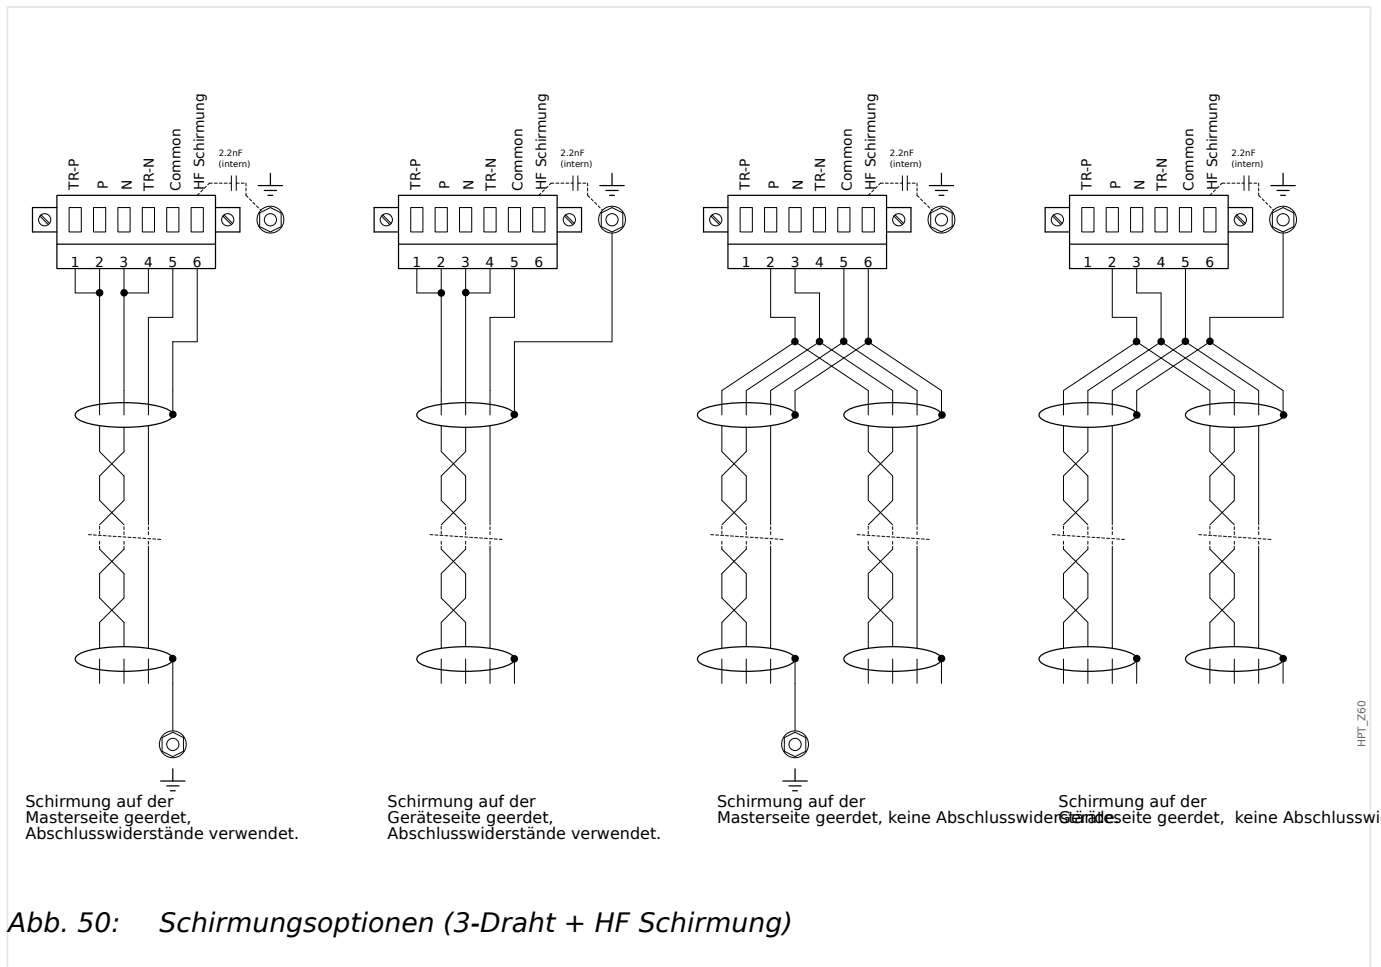 TR-P
P
N
TR-N
Common
HF Schirmung
2.2nF
(intern)
1 2 3 4 5 6
TR-P
P
N
TR-N
Common
HF Schirmung
2.2nF
(intern)
1 2 3 4 5 6
TR-P
P
N
TR-N
Common
HF Schirmung
2.2nF
(intern)
1 2 3 4 5 6
TR-P
P
N
TR-N
Common
HF Schirmung
2.2nF
(intern)
1 2 3 4 5 6
HPT_Z60
Schirmung auf der
Masterseite geerdet,
Abschlusswiderstände verwendet.
Schirmung auf der
Geräteseite geerdet,
Abschlusswiderstände verwendet.
Schirmung auf der
Masterseite geerdet, keine Abschlusswiderstände.
Schirmung auf der
Geräteseite geerdet, keine Abschlusswi
Abb. 50: Schirmungsoptionen (3-Draht + HF Schirmung)